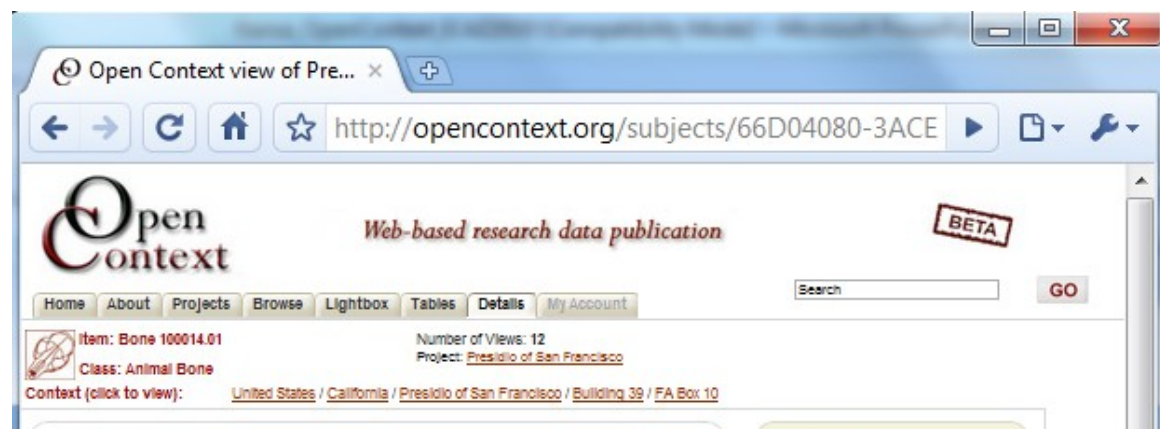 Open Context view of Pre...
http://opencontext.org/subjects/66D04080-3ACE
Open Context
Web-based research data publication
BETA
Search
GO
Home About Projects Browse Lightbox Tables Details My Account
Item: Bone 100014.01
Number of Views: 12
Project: Presidio of San Francisco
Class: Animal Bone
Context (click to view): United States / California / Presidio of San Francisco / Building 39 / FA Box 10